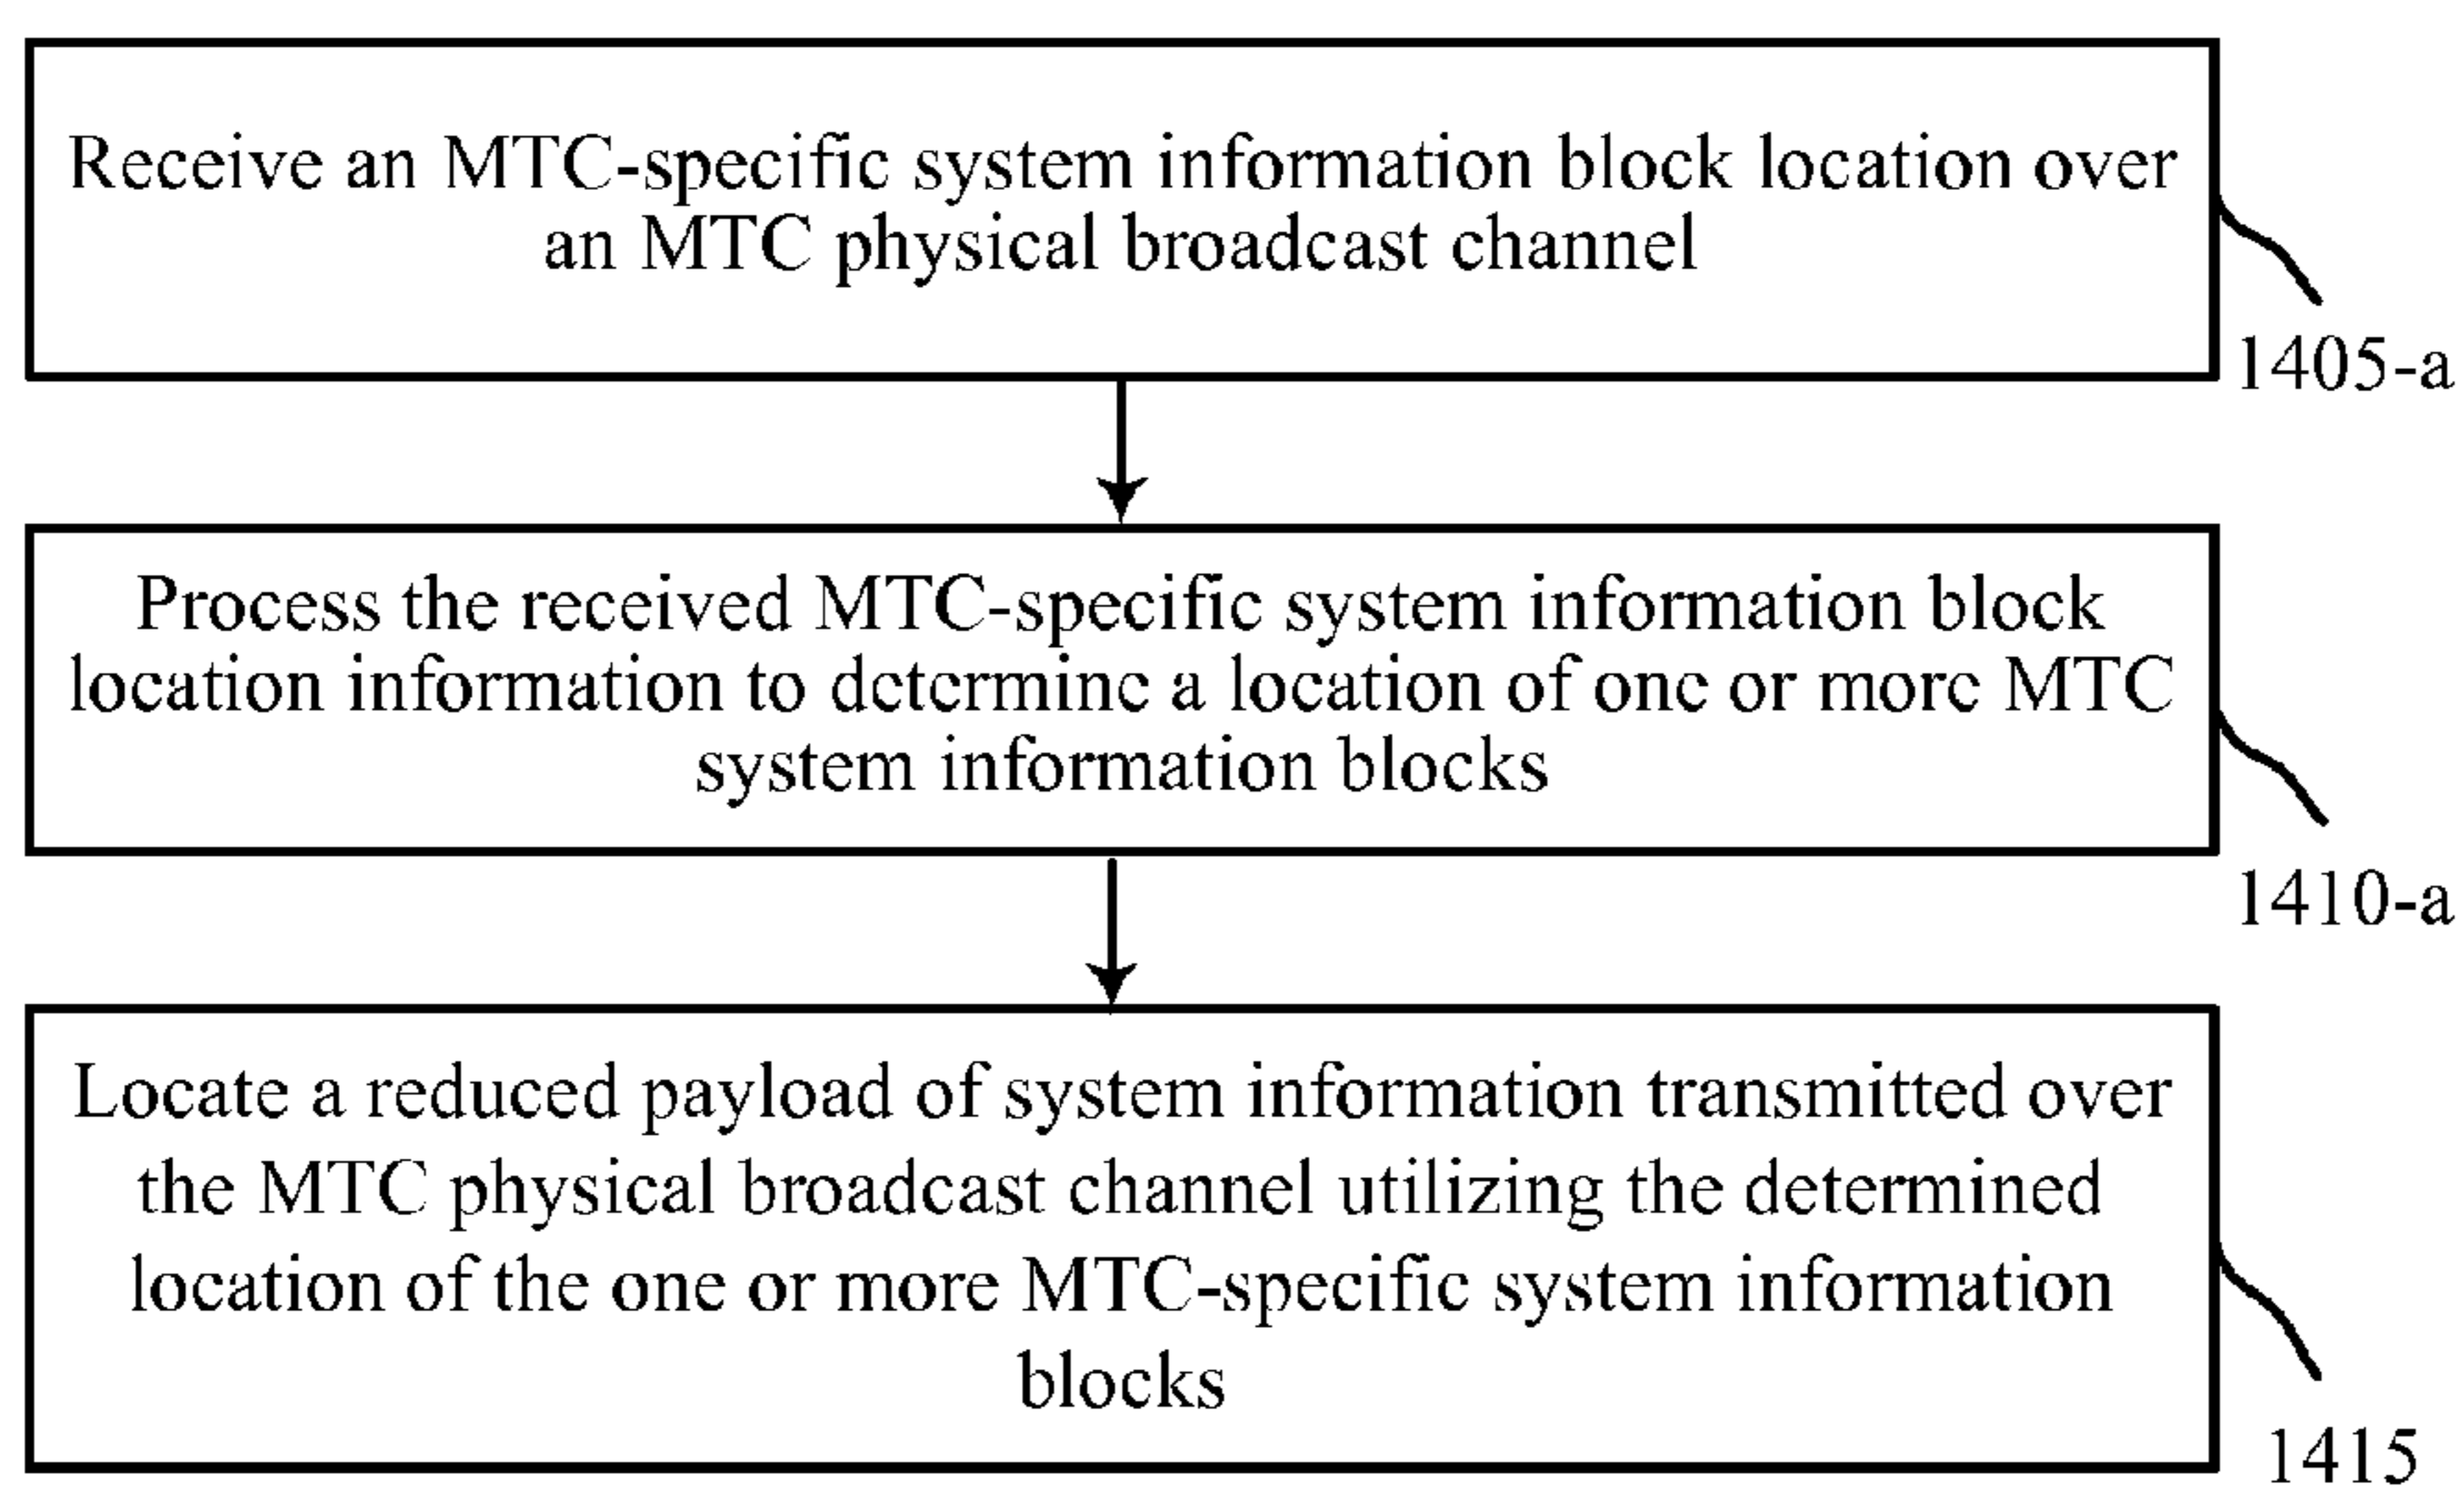 Receive an MTC-specific system information block location over
an MTC physical broadcast channel
1405-a
Process the received MTC-specific system information block
location information to determine a location of one or more MTC
system information blocks
1410-a
Locate a reduced payload of system information transmitted over
the MTC physical broadcast channel utilizing the determined
location of the one or more MTC-specific system information
blocks
1415